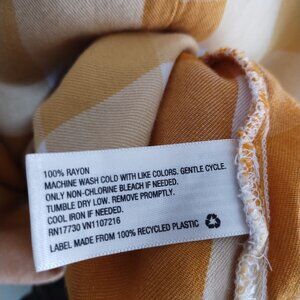 100% RAYON
MACHINE WASH COLD WITH LIKE COLORS. GENTLE CYCLE.
ONLY NON-CHLORINE BLEACH IF NEEDED.
TUMBLE DRY LOW. REMOVE PROMPTLY.
COOL IRON IF NEEDED.
RN17730 VN1107216
LABEL MADE FROM 100% RECYCLED PLASTIC